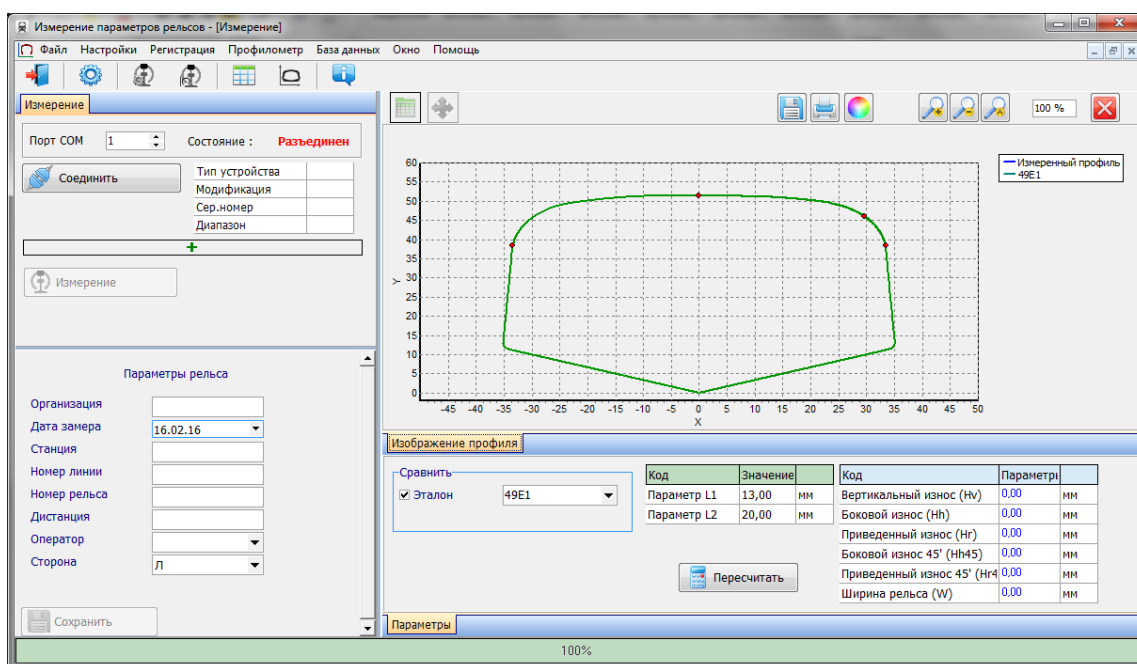 Измерение параметров рельсов - [Измерение]
Файл Настройки Регистрация Профилометр База данных Окно Помощь
Измерение
100 %
Порт COM 1 Состояние : Разъединен
Соединить
Тип устройства
Модификация
Сер.номер
Диапазон
+
Измерение
Параметры рельса
Организация
Дата замера 16.02.16
Станция
Номер линии
Номер рельса
Дистанция
Оператор
Сторона Л
Сохранить
Измеренный профиль
49E1
60
55
50
45
40
35
30
25
20
15
10
5
0
Y
-45 -40 -35 -30 -25 -20 -15 -10 -5 0 5 10 15 20 25 30 35 40 45 50
X
Изображение профиля
Сравнить
Эталон 49E1
Код Значение
Параметр L1 13,00 мм
Параметр L2 20,00 мм
Пересчитать
Код Параметры
Вертикальный износ (Hv) 0,00 мм
Боковой износ (Hh) 0,00 мм
Приведенный износ (Hr) 0,00 мм
Боковой износ 45' (Hh45) 0,00 мм
Приведенный износ 45' (Hr4 0,00 мм
Ширина рельса (W) 0,00 мм
Параметры
100%